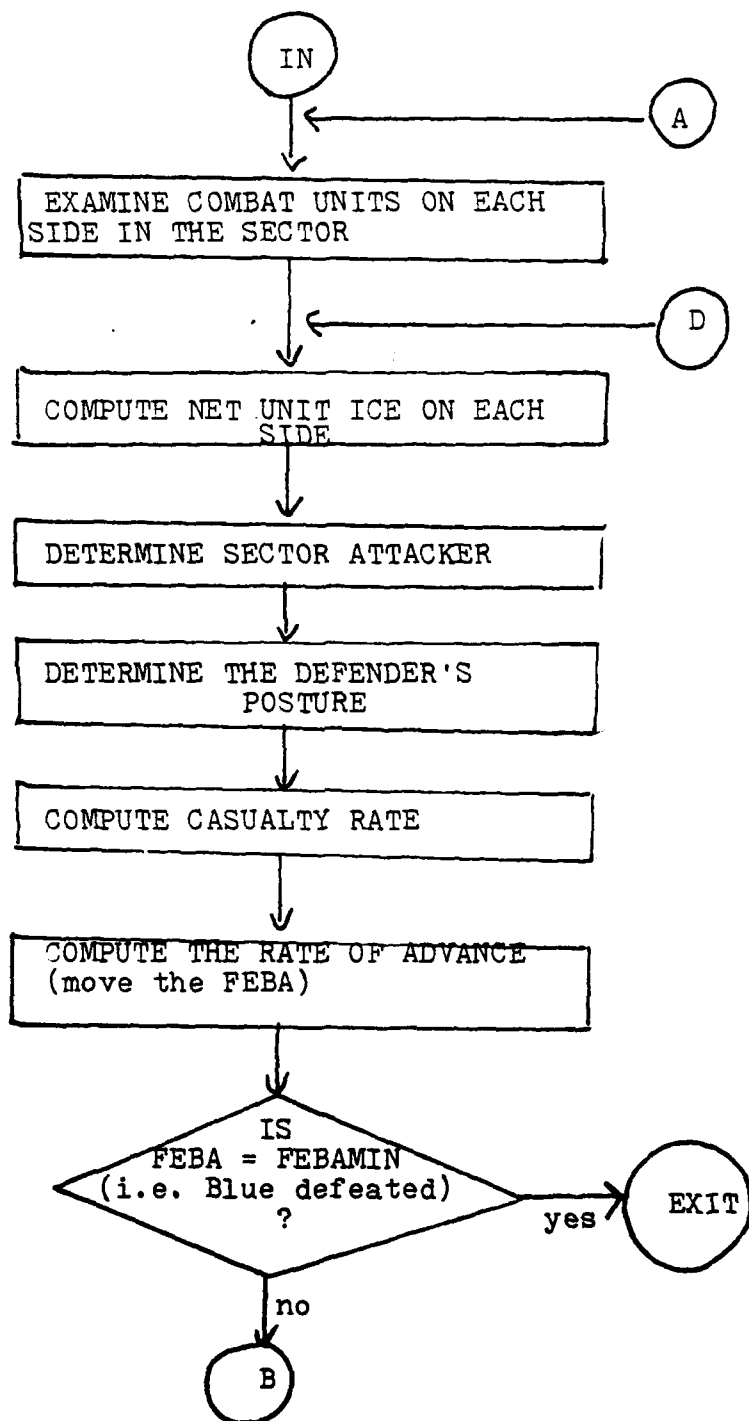 IN
A
EXAMINE COMBAT UNITS ON EACH
SIDE IN THE SECTOR
D
COMPUTE NET UNIT ICE ON EACH
SIDE
DETERMINE SECTOR ATTACKER
DETERMINE THE DEFENDER'S
POSTURE
COMPUTE CASUALTY RATE
COMPUTE THE RATE OF ADVANCE
(move the FEBA)
IS
FEBA = FEBAMIN
(i.e. Blue defeated)
?
yes
EXIT
no
B